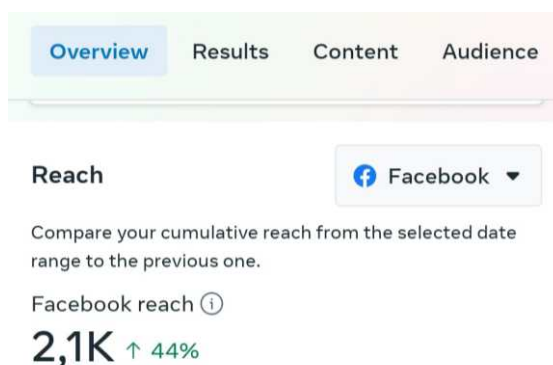 Overview Results Content Audience
Reach
Facebook
Compare your cumulative reach from the selected date
range to the previous one.
Facebook reach
2,1K ↑ 44%